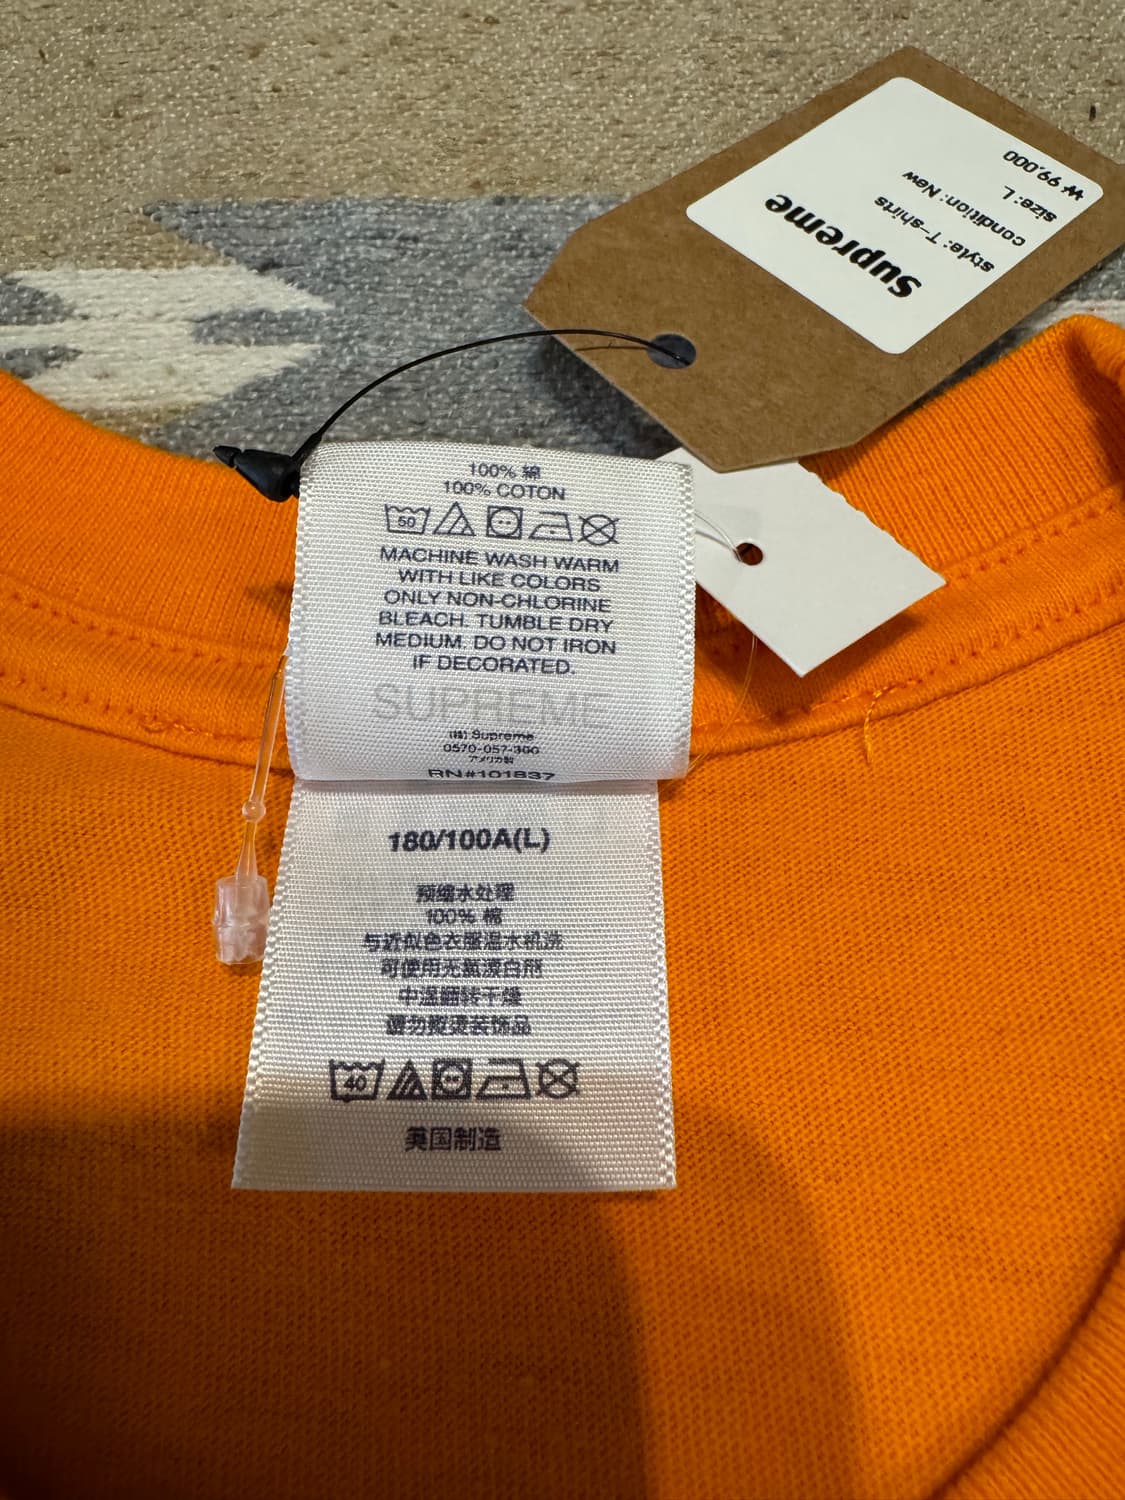 Supreme
style: T-shirts
condition: New
size: L
₩ 99,000
100% 綿
100% COTON
50
MACHINE WASH WARM
WITH LIKE COLORS
ONLY NON-CHLORINE
BLEACH. TUMBLE DRY
MEDIUM. DO NOT IRON
IF DECORATED.
SUPREME
(株) Supreme
0570-057-300
アメリカ製
RN#101837
180/100A(L)
预缩水处理
100% 棉
与近似色衣服温水机洗
可使用无氯漂白剂
中温翻转干燥
请勿熨烫装饰品
40
美国制造